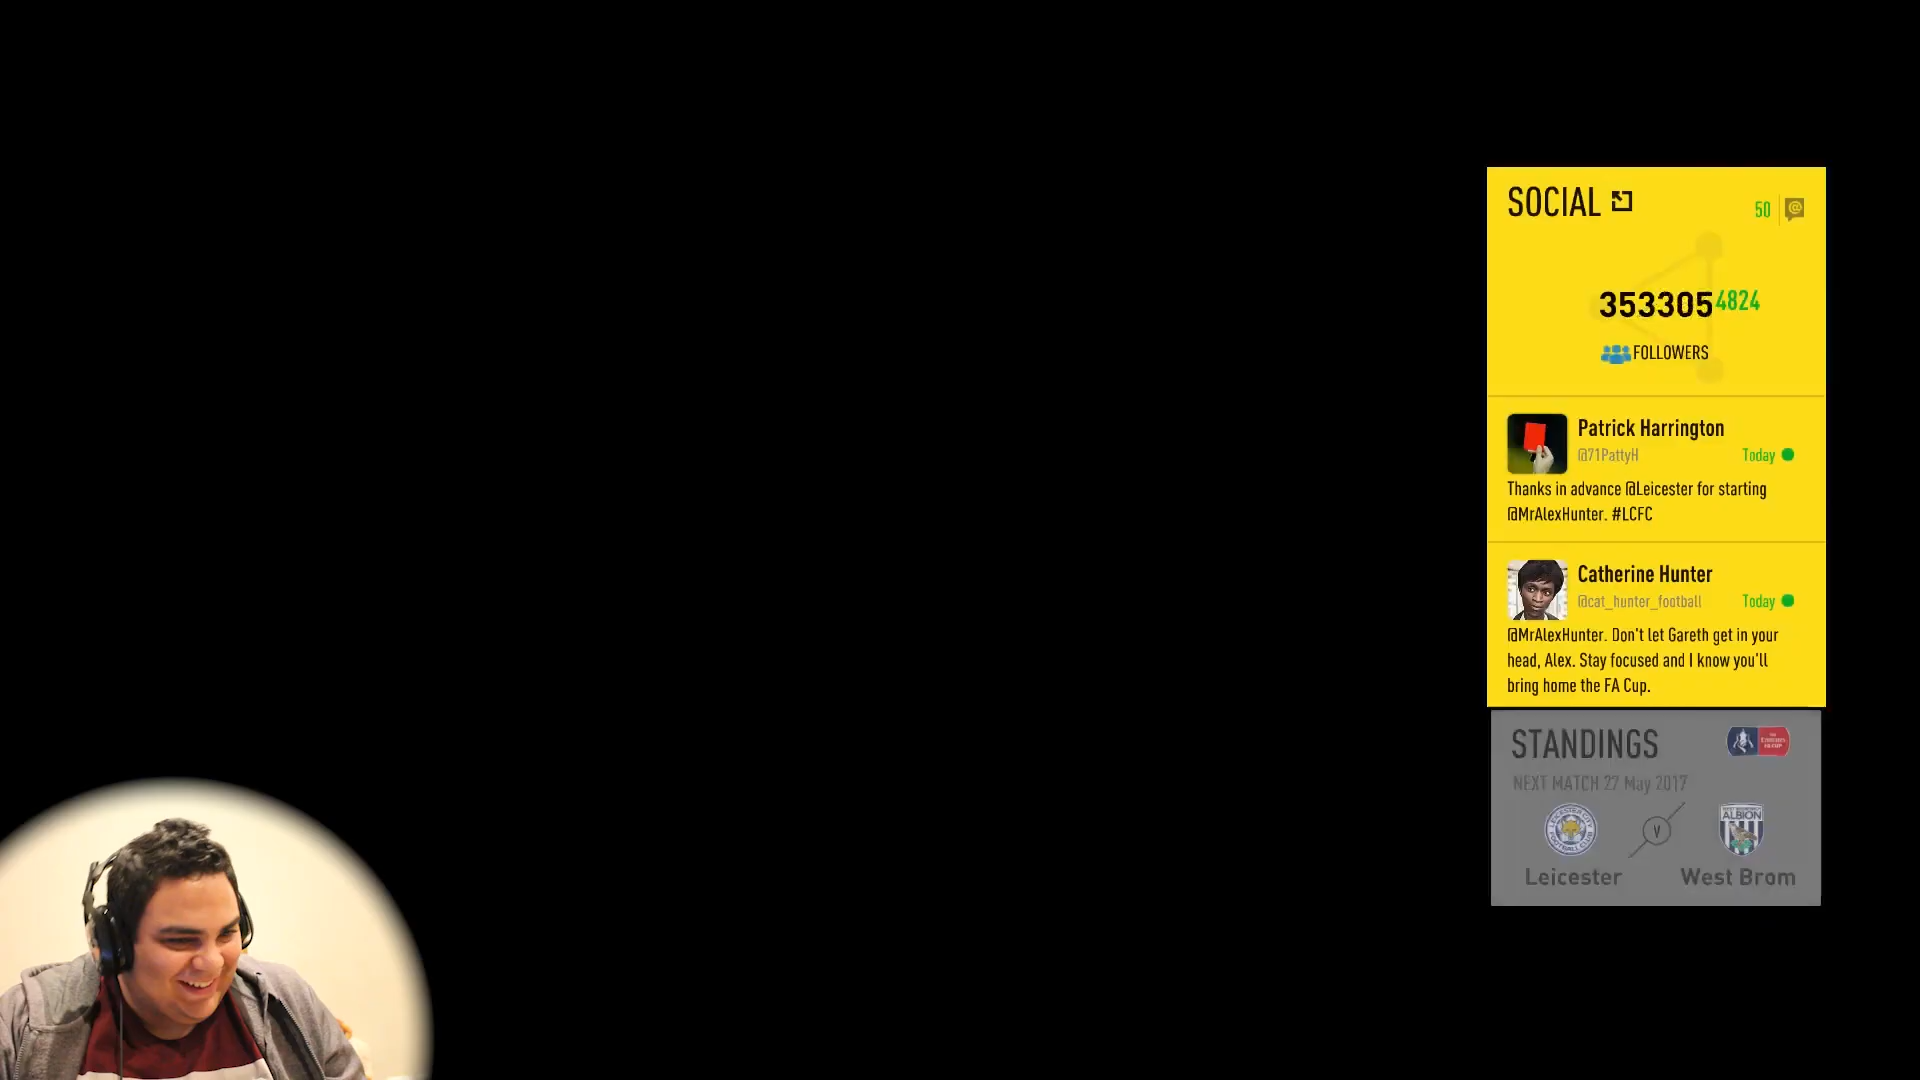 SOCIAL
50
353305 4824
FOLLOWERS
Patrick Harrington
@71PattyH
Today
Thanks in advance @Leicester for starting
@MrAlexHunter. #LCFC
Catherine Hunter
@cat_hunter_football
Today
@MrAlexHunter. Don't let Gareth get in your
head, Alex. Stay focused and I know you'll
bring home the FA Cup.
STANDINGS
NEXT MATCH 27 May 2017
V
ALBION
Leicester
West Brom